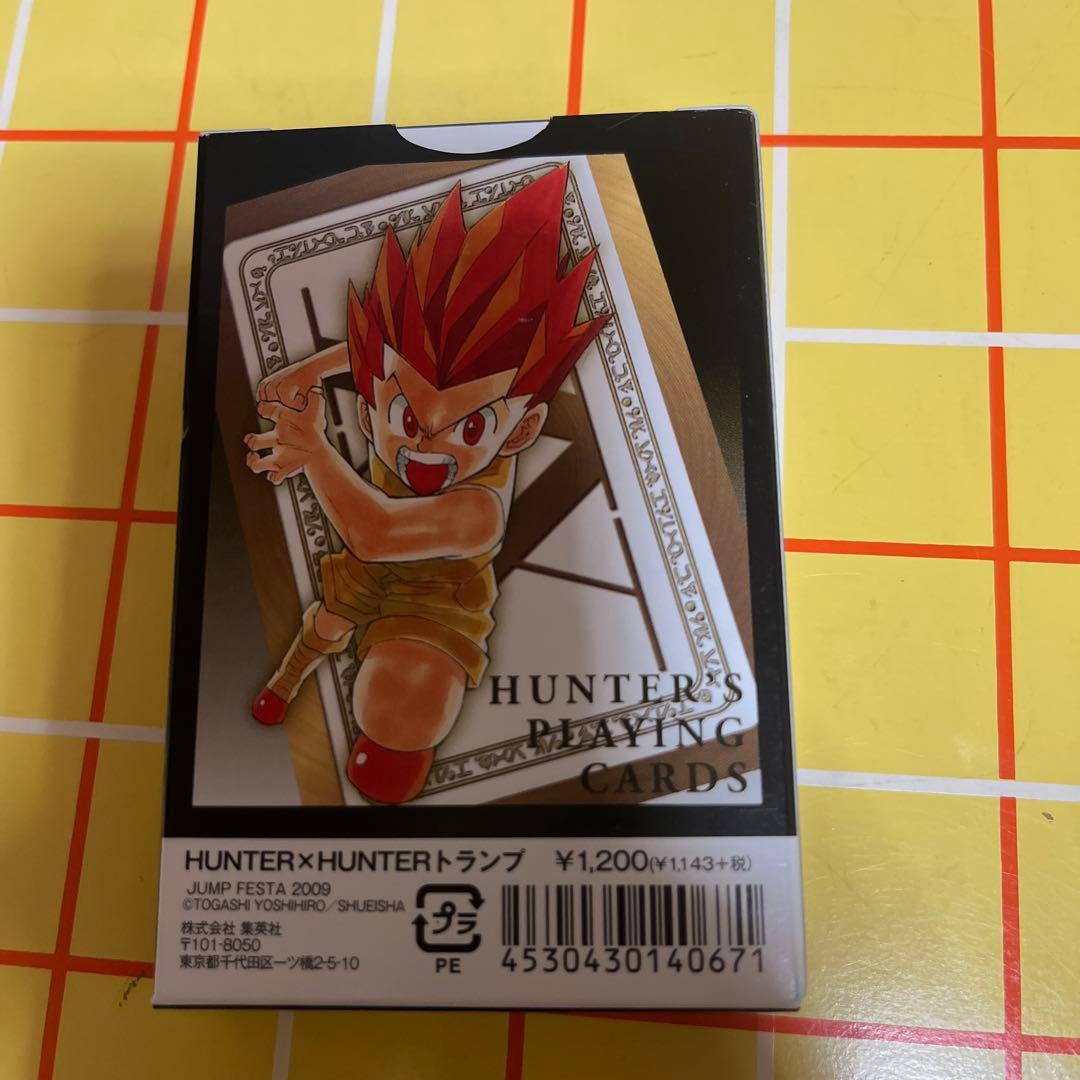 HUNTER'S
PLAYING
CARDS
HUNTER×HUNTERトランプ ¥1,200(¥1,143+税)
JUMP FESTA 2009
©TOGASHI YOSHIHIRO/SHUEISHA
株式会社 集英社
〒101-8050
東京都千代田区一ツ橋2-5-10
プラ
PE
4530430140671